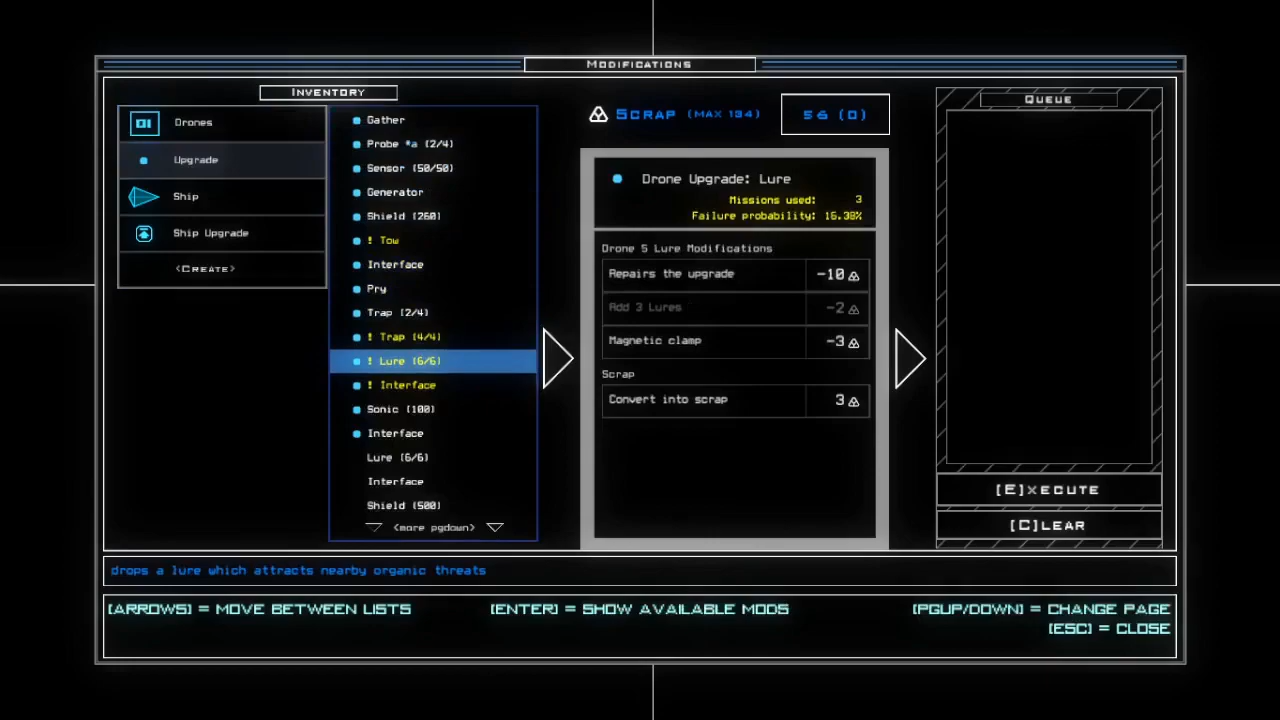 MODIFICATIONS
INVENTORY
Drones
Upgrade
Ship
Ship Upgrade
<CREATE>
Gather
Probe *a (2/4)
Sensor (50/50)
Generator
Shield (260)
! Tow
Interface
Pry
Trap (2/4)
! Trap (4/4)
! Lure (6/6)
! Interface
Sonic (100)
Interface
Lure (6/6)
Interface
Shield (500)
<more pgdown>
SCRAP (MAX 134)
56 (0)
Drone Upgrade: Lure
Missions used: 3
Failure probability: 16.38%
Drone 5 Lure Modifications
Repairs the upgrade -10
Add 3 Lures -2
Magnetic clamp -3
Scrap
Convert into scrap 3
QUEUE
[E]XECUTE
[C]LEAR
drops a lure which attracts nearby organic threats
[ARROWS] = MOVE BETWEEN LISTS
[ENTER] = SHOW AVAILABLE MODS
[PGUP/DOWN] = CHANGE PAGE
[ESC] = CLOSE